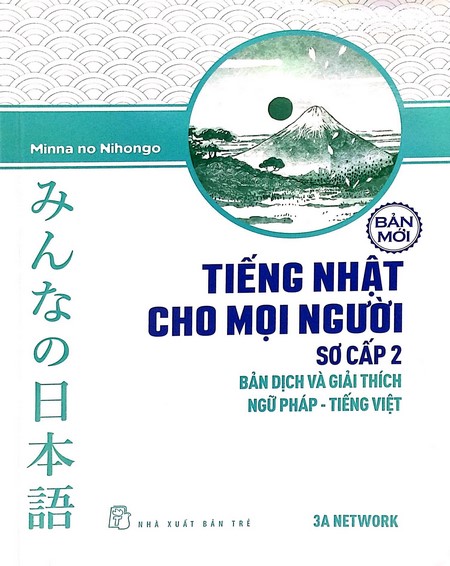 Minna no Nihongo
みんなの日本語
BẢN
MỚI
TIẾNG NHẬT
CHO MỌI NGƯỜI
SƠ CẤP 2
BẢN DỊCH VÀ GIẢI THÍCH
NGỮ PHÁP - TIẾNG VIỆT
NHÀ XUẤT BẢN TRẺ
3A NETWORK